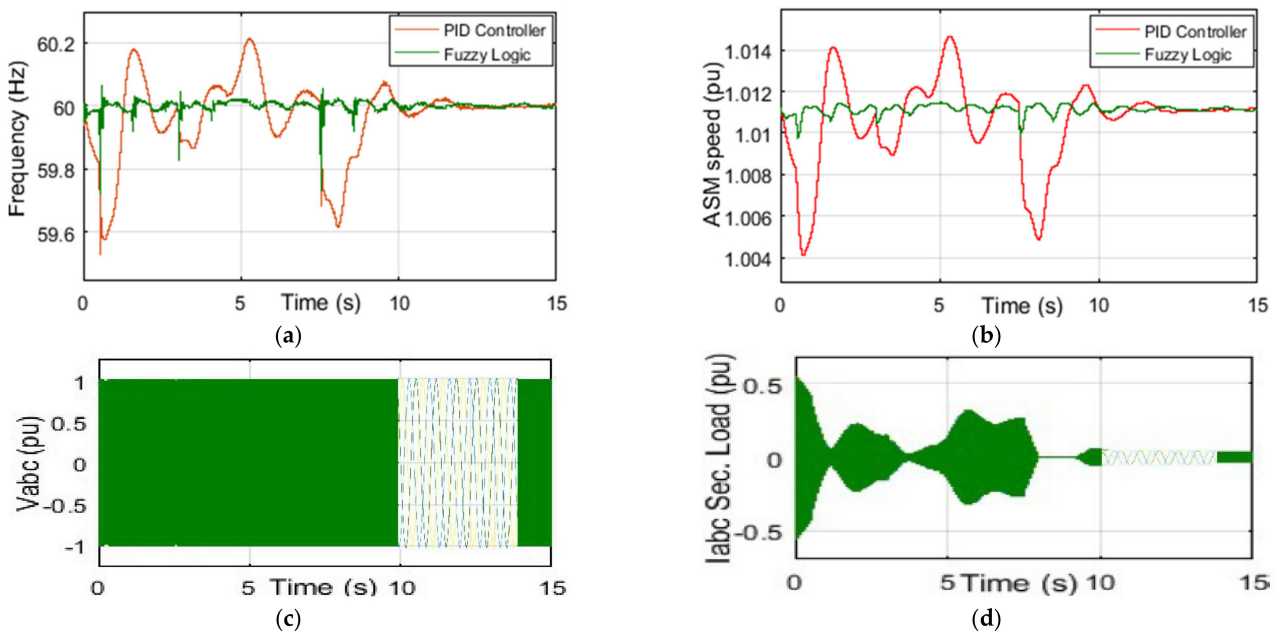 PID Controller
Fuzzy Logic
Frequency (Hz)
60.2
60
59.8
59.6
0
5
10
15
Time (s)
(a)
PID Controller
Fuzzy Logic
ASM speed (pu)
1.014
1.012
1.01
1.008
1.006
1.004
0
5
10
15
Time (s)
(b)
Vabc (pu)
1
0.5
0
-0.5
-1
0
5
10
15
Time (s)
(c)
Iabc Sec. Load (pu)
0.5
0
-0.5
0
5
10
15
Time (s)
(d)